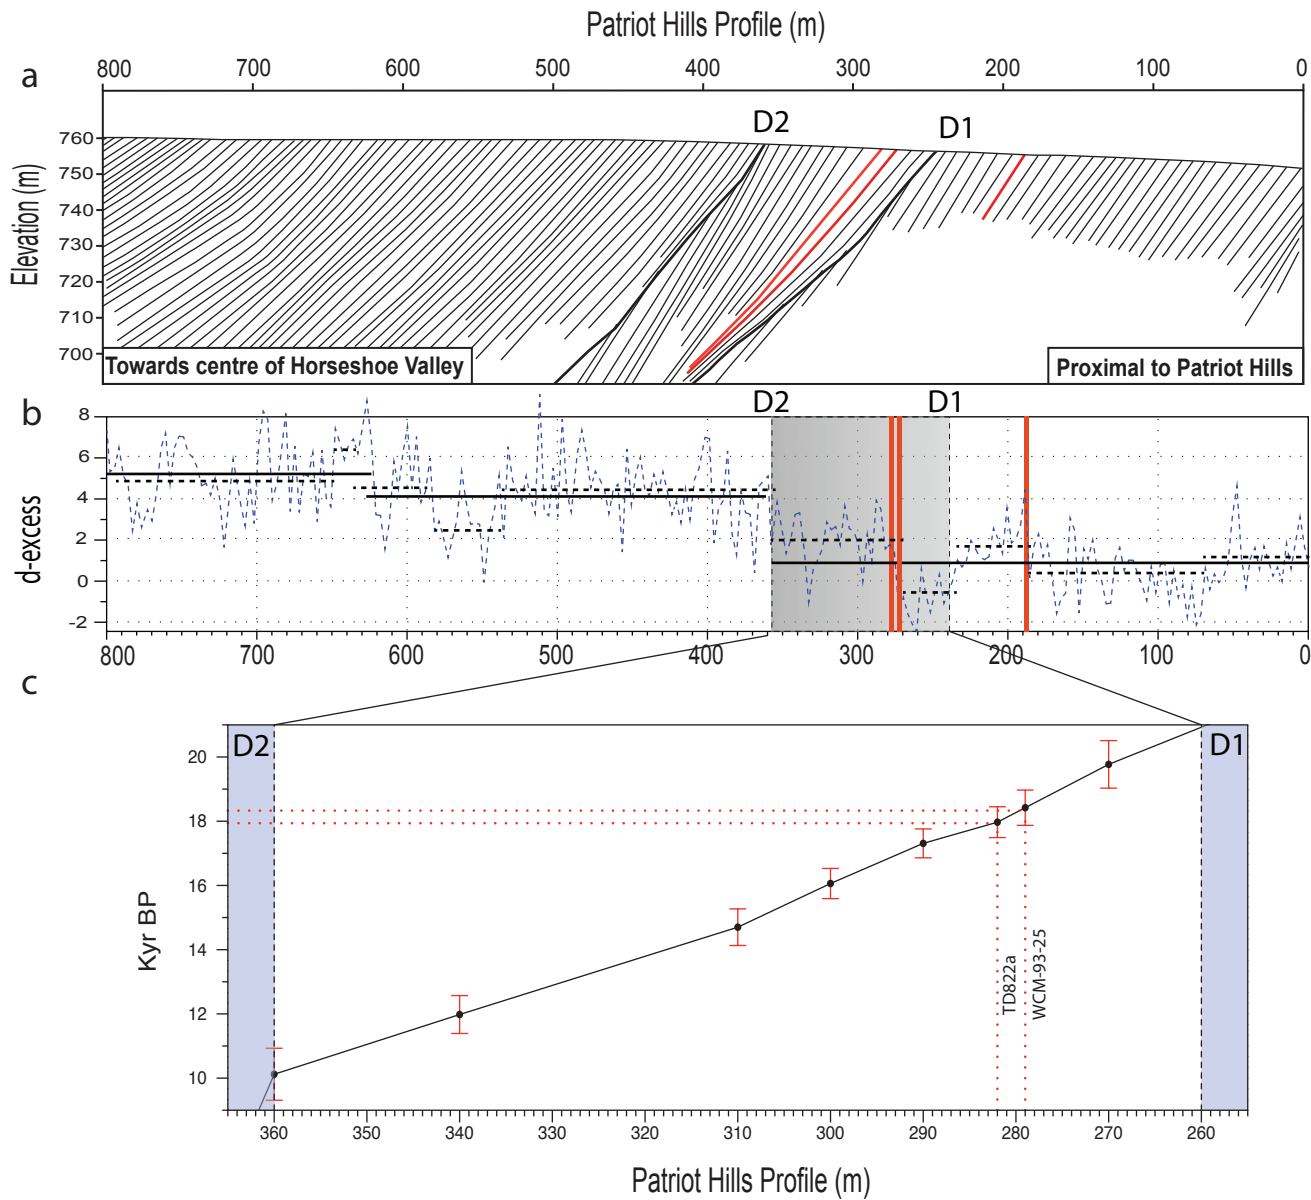 Patriot Hills Profile (m)
a
800 700 600 500 400 300 200 100 0
D2 D1
Elevation (m)
760
750
740
730
720
710
700
Towards centre of Horseshoe Valley
Proximal to Patriot Hills
b
D2 D1
d-excess
8
6
4
2
0
-2
800 700 600 500 400 300 200 100 0
c
D2 D1
Kyr BP
20
18
16
14
12
10
TD822a
WCM-93-25
360 350 340 330 320 310 300 290 280 270 260
Patriot Hills Profile (m)